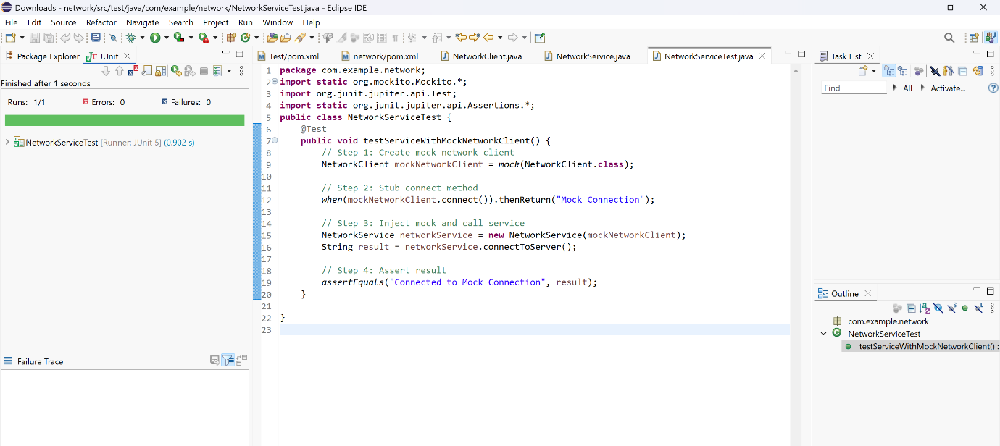 Downloads - network/src/test/java/com/example/network/NetworkServiceTest.java - Eclipse IDE
File Edit Source Refactor Navigate Search Project Run Window Help
Package Explorer JUnit
Finished after 1 seconds
Runs: 1/1 Errors: 0 Failures: 0
NetworkServiceTest [Runner: JUnit 5] (0.902 s)
Failure Trace
Test/pom.xml network/pom.xml NetworkClient.java NetworkService.java NetworkServiceTest.java
1 package com.example.network;
2 import static org.mockito.Mockito.*;
3 import org.junit.jupiter.api.Test;
4 import static org.junit.jupiter.api.Assertions.*;
5 public class NetworkServiceTest {
6 @Test
7 public void testServiceWithMockNetworkClient() {
8 // Step 1: Create mock network client
9 NetworkClient mockNetworkClient = mock(NetworkClient.class);
10
11 // Step 2: Stub connect method
12 when(mockNetworkClient.connect()).thenReturn("Mock Connection");
13
14 // Step 3: Inject mock and call service
15 NetworkService networkService = new NetworkService(mockNetworkClient);
16 String result = networkService.connectToServer();
17
18 // Step 4: Assert result
19 assertEquals("Connected to Mock Connection", result);
20 }
21
22 }
23
Task List
Find All Activate...
Outline
com.example.network
NetworkServiceTest
testServiceWithMockNetworkClient() :